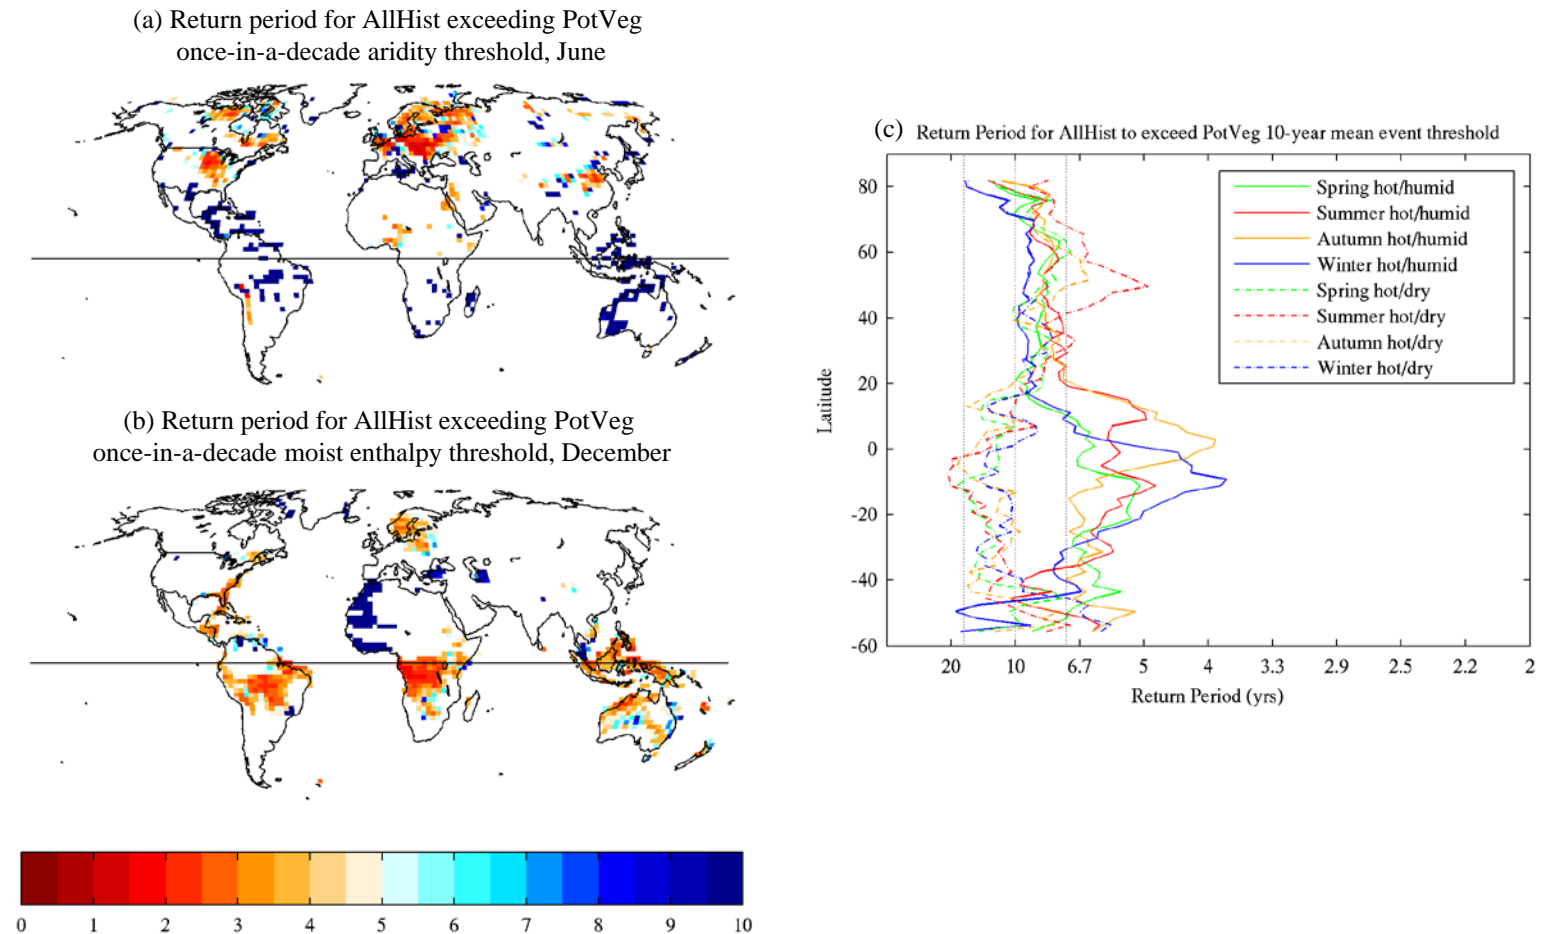 (a) Return period for AllHist exceeding PotVeg
once-in-a-decade aridity threshold, June
(b) Return period for AllHist exceeding PotVeg
once-in-a-decade moist enthalpy threshold, December
0 1 2 3 4 5 6 7 8 9 10
(c) Return Period for AllHist to exceed PotVeg 10-year mean event threshold
Spring hot/humid
Summer hot/humid
Autumn hot/humid
Winter hot/humid
Spring hot/dry
Summer hot/dry
Autumn hot/dry
Winter hot/dry
Latitude
80
60
40
20
0
-20
-40
-60
20 10 6.7 5 4 3.3 2.9 2.5 2.2 2
Return Period (yrs)